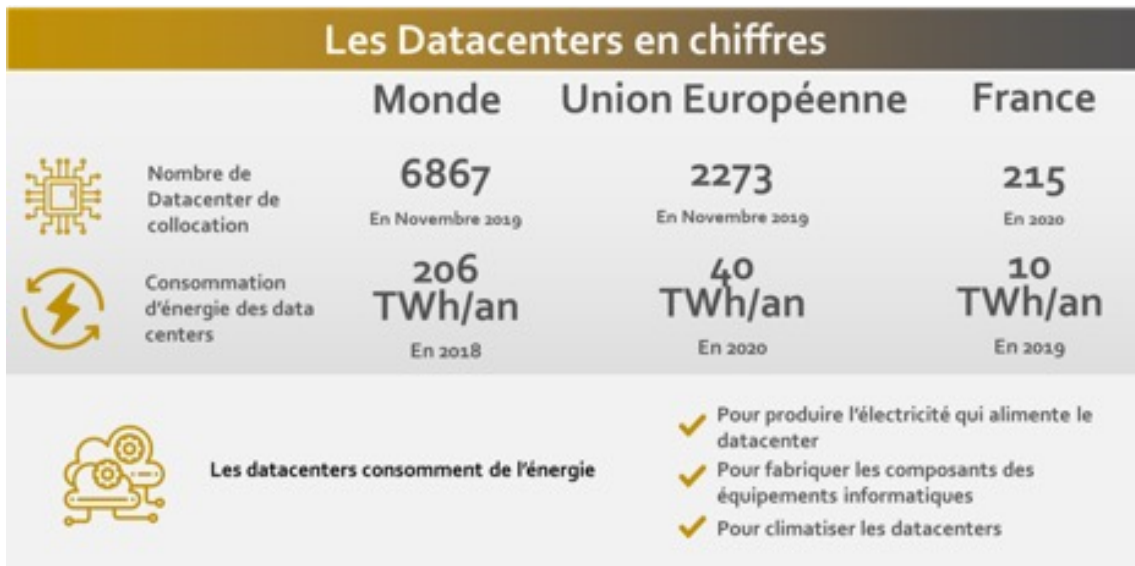 Les Datacenters en chiffres
Monde
Union Européenne
France
Nombre de
Datacenter de
collocation
6867
En Novembre 2019
2273
En Novembre 2019
215
En 2020
Consommation
d'énergie des data
centers
206
TWh/an
En 2018
40
TWh/an
En 2020
10
TWh/an
En 2019
Les datacenters consomment de l'énergie
Pour produire l'électricité qui alimente le
datacenter
Pour fabriquer les composants des
équipements informatiques
Pour climatiser les datacenters